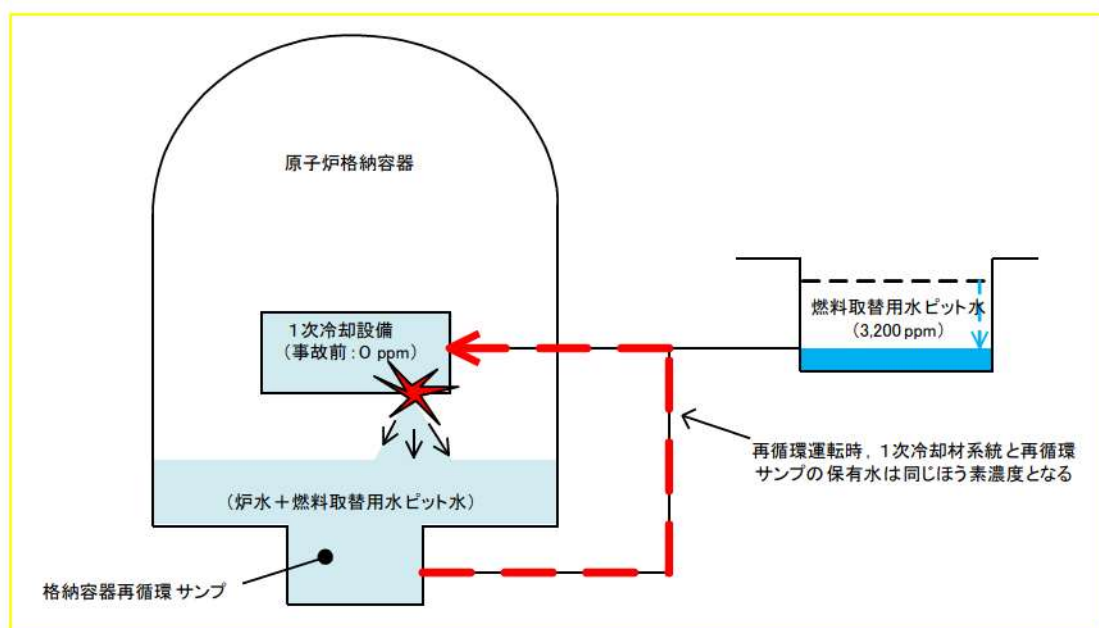 原子炉格納容器
1次冷却設備
(事故前:0 ppm)
燃料取替用水ピット水
(3,200 ppm)
再循環運転時，1次冷却材系統と再循環
サンプの保有水は同じほう素濃度となる
(炉水＋燃料取替用水ピット水)
格納容器再循環サンプ